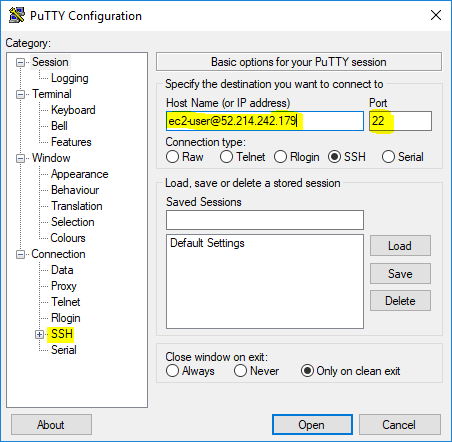 PuTTY Configuration
Category:
Session
Logging
Terminal
Keyboard
Bell
Features
Window
Appearance
Behaviour
Translation
Selection
Colours
Connection
Data
Proxy
Telnet
Rlogin
SSH
Serial
Basic options for your PuTTY session
Specify the destination you want to connect to
Host Name (or IP address) Port
ec2-user@52.214.242.179 22
Connection type:
Raw Telnet Rlogin SSH Serial
Load, save or delete a stored session
Saved Sessions
Default Settings
Load
Save
Delete
Close window on exit:
Always Never Only on clean exit
About Open Cancel